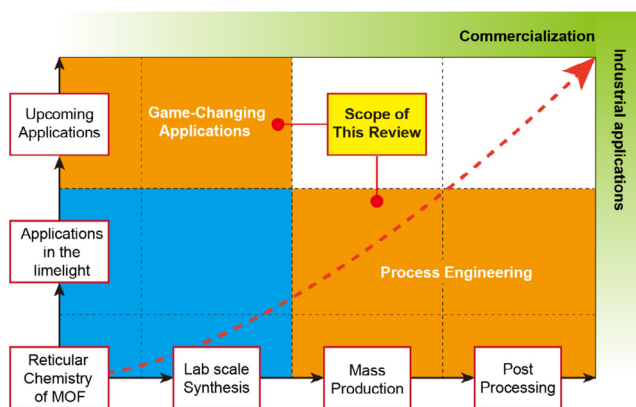 Commercialization
Industrial applications
Upcoming
Applications
Game-Changing
Applications
Scope of
This Review
Applications
in the
limelight
Process Engineering
Reticular
Chemistry
of MOF
Lab scale
Synthesis
Mass
Production
Post
Processing